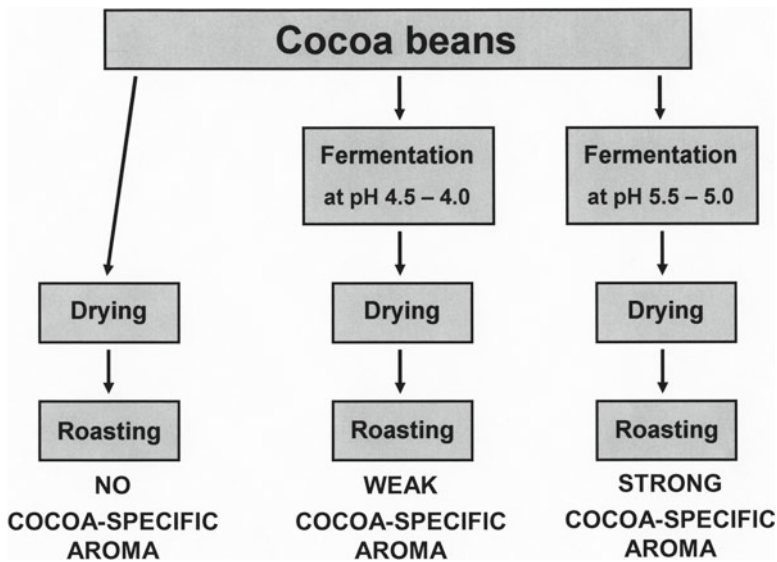 Cocoa beans
Fermentation
at pH 4.5 – 4.0
Fermentation
at pH 5.5 – 5.0
Drying
Drying
Drying
Roasting
Roasting
Roasting
NO
COCOA-SPECIFIC
AROMA
WEAK
COCOA-SPECIFIC
AROMA
STRONG
COCOA-SPECIFIC
AROMA